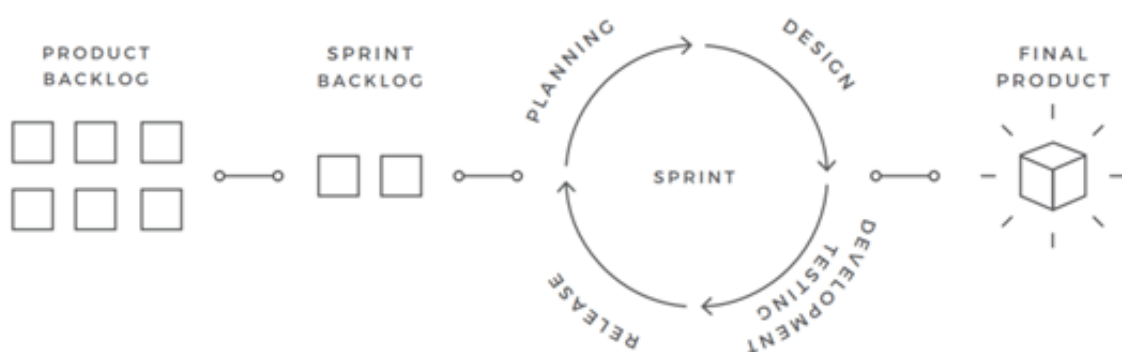 PRODUCT
BACKLOG
SPRINT
BACKLOG
PLANNING
DESIGN
SPRINT
DEVELOPMENT
TESTING
RELEASE
FINAL
PRODUCT